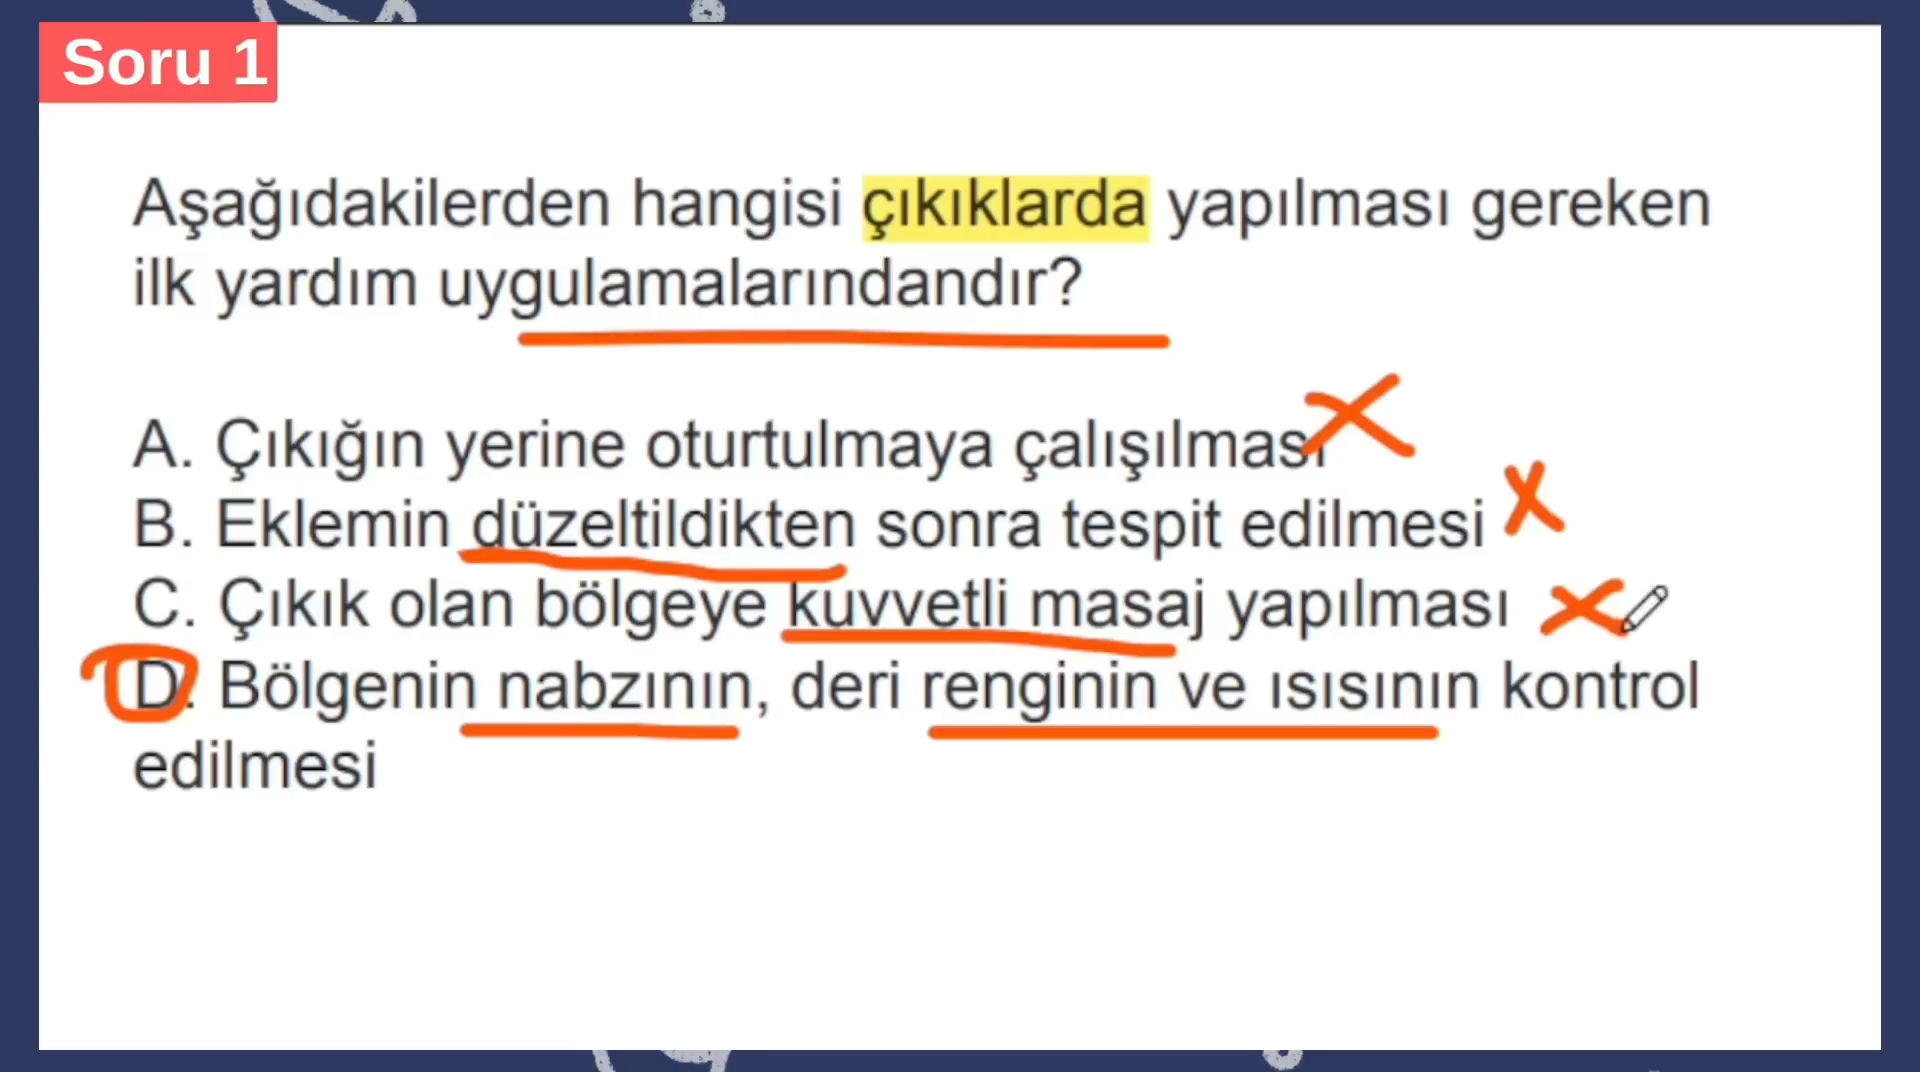 Soru 1
Aşağıdakilerden hangisi çıkıklarda yapılması gereken
ilk yardım uygulamalarındandır?
A. Çıkığın yerine oturtulmaya çalışılması
B. Eklemin düzeltildikten sonra tespit edilmesi
C. Çıkık olan bölgeye kuvvetli masaj yapılması
D. Bölgenin nabzının, deri renginin ve ısısının kontrol
edilmesi